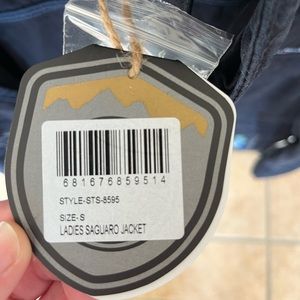 681676859514
STYLE-STS-8595
SIZE- S
LADIES SAGUARO JACKET